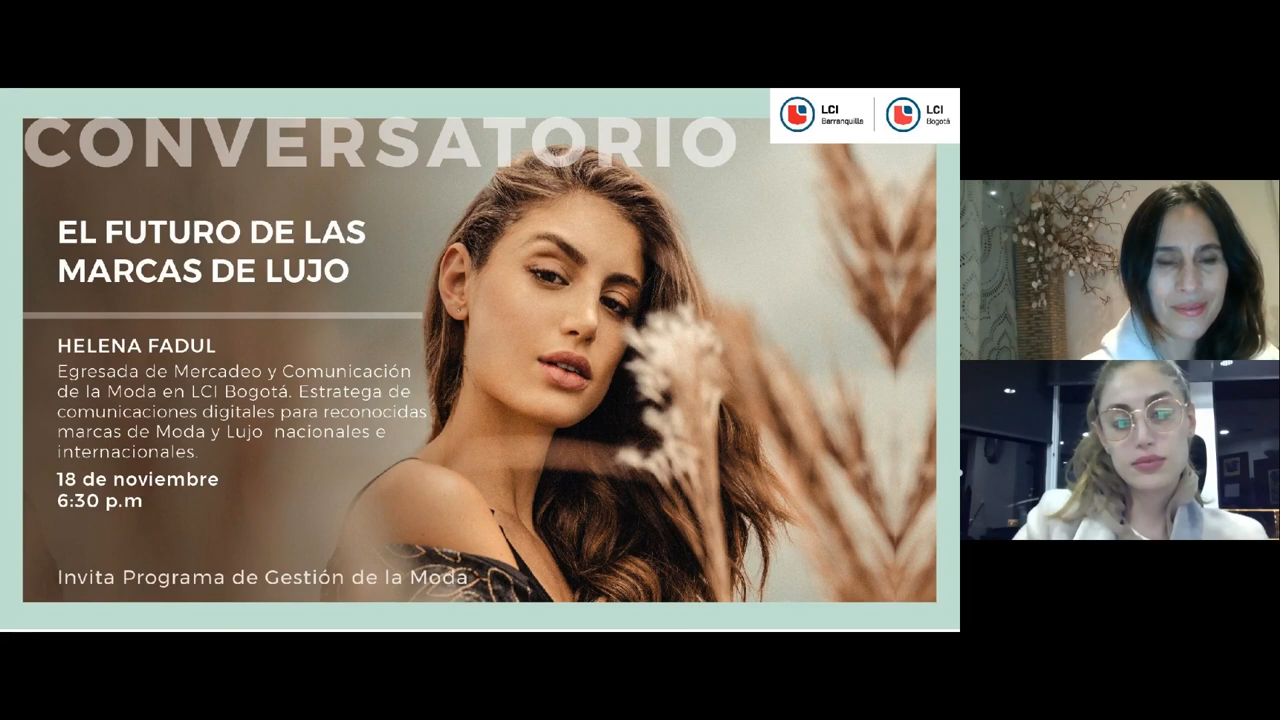 CONVERSATORIO
LCI
Barranquilla
LCI
Bogotá
EL FUTURO DE LAS
MARCAS DE LUJO
HELENA FADUL
Egresada de Mercadeo y Comunicación
de la Moda en LCI Bogotá. Estratega de
comunicaciones digitales para reconocidas
marcas de Moda y Lujo nacionales e
internacionales.
18 de noviembre
6:30 p.m
Invita Programa de Gestión de la Moda